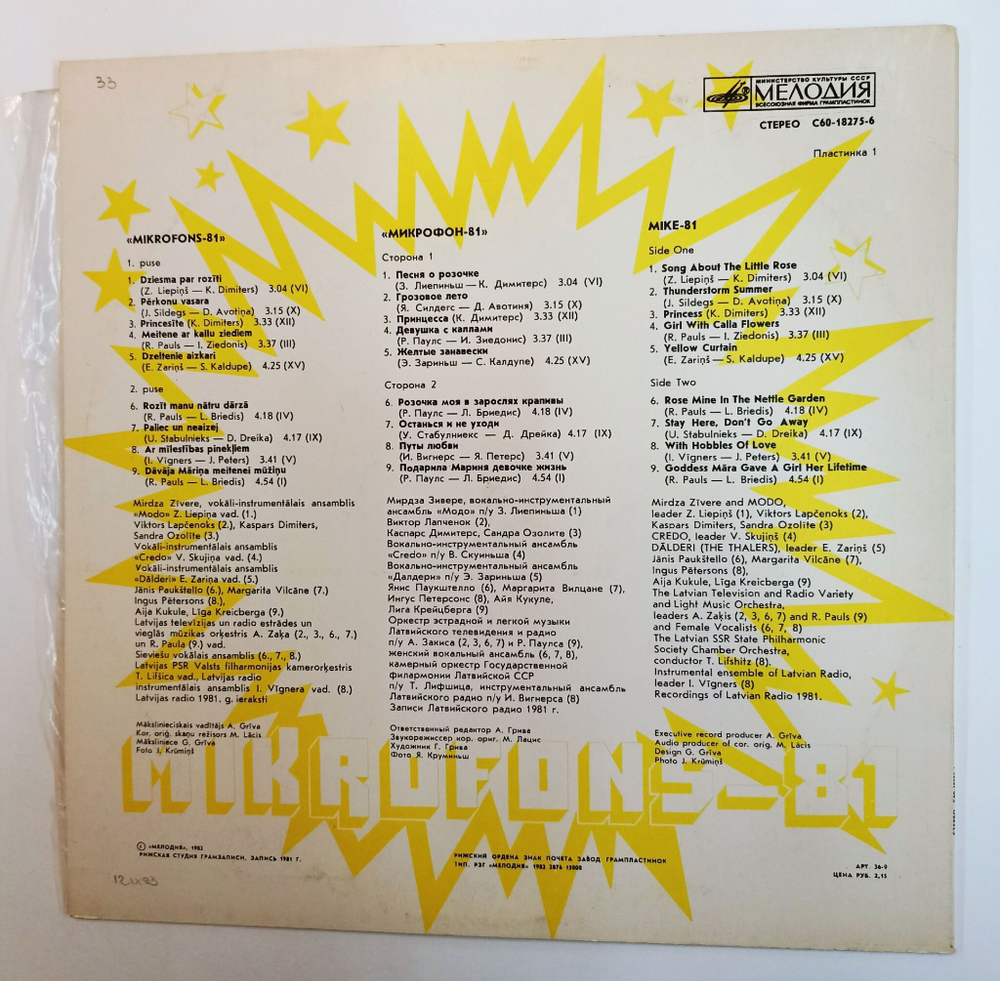 33
МИНИСТЕРСТВО КУЛЬТУРЫ СССР
МЕЛОДИЯ
ВСЕСОЮЗНАЯ ФИРМА ГРАМПЛАСТИНОК
СТЕРЕО С60-18275-6
Пластинка 1
«MIKROFONS-81»
1. puse
1. Dziesma par rozīti
(Z. Liepiņš — K. Dimiters) 3.04 (VI)
2. Pērkonu vasara
(J. Sildegs — D. Avotiņa) 3.15 (X)
3. Princesīte (K. Dimiters) 3.33 (XII)
4. Meitene ar kallu ziediem
(R. Pauls — I. Ziedonis) 3.37 (III)
5. Dzeltenie aizkari
(E. Zariņš — S. Kaldupe) 4.25 (XV)
2. puse
6. Rozīt manu nātru dārzā
(R. Pauls — L. Briedis) 4.18 (IV)
7. Paliec un neaizej
(U. Stabulnieks — D. Dreika) 4.17 (IX)
8. Ar mīlestības pinekļiem
(I. Vīgners — J. Peters) 3.41 (V)
9. Dāvāja Māriņa meitenei mūžiņu
(R. Pauls — L. Briedis) 4.54 (I)
Mirdza Zīvere, vokāli-instrumentālais ansamblis
«Modo» Z. Liepiņa vad. (1.)
Viktors Lapčenoks (2.), Kaspars Dimiters,
Sandra Ozolīte (3.)
Vokāli-instrumentālais ansamblis
«Credo» V. Skujiņa vad. (4.)
Vokāli-instrumentālais ansamblis
«Dālderi» E. Zariņa vad. (5.)
Jānis Paukštello (6.), Margarita Vilcāne (7.)
Ingus Pētersons (8.),
Aija Kukule, Līga Kreicberga (9.)
Latvijas televīzijas un radio estrādes un
vieglās mūzikas orķestris A. Zaķa (2., 3., 6., 7.)
un R. Paula (9.) vad.
Sieviešu vokālais ansamblis (6., 7., 8.)
Latvijas PSR Valsts filharmonijas kamerorķestris
T. Lifšica vad., Latvijas radio
instrumentālais ansamblis I. Vīgnera vad. (8.)
Latvijas radio 1981. g. ieraksti
Mākslinieciskais vadītājs A. Grīva
Kor. oriģ. skaņu režisors M. Lācis
Māksliniece G. Grīva
Foto J. Krūmiņš
«МИКРОФОН-81»
Сторона 1
1. Песня о розочке
(З. Лиепиньш — К. Димитерс) 3.04 (VI)
2. Грозовое лето
(Я. Силдегс — Д. Авотиня) 3.15 (X)
3. Принцесса (К. Димитерс) 3.33 (XII)
4. Девушка с каллами
(Р. Паулс — И. Зиедонис) 3.37 (III)
5. Желтые занавески
(Э. Зариньш — С. Калдупе) 4.25 (XV)
Сторона 2
6. Розочка моя в зарослях крапивы
(Р. Паулс — Л. Бриедис) 4.18 (IV)
7. Останься и не уходи
(У. Стабулниекс — Д. Дрейка) 4.17 (IX)
8. Путы любви
(И. Вигнерс — Я. Петерс) 3.41 (V)
9. Подарила Мариня девочке жизнь
(Р. Паулс — Л. Бриедис) 4.54 (I)
Мирдза Зивере, вокально-инструментальный
ансамбль «Модо» п/у З. Лиепиньша (1)
Виктор Лапченок (2),
Каспарс Димитерс, Сандра Озолите (3)
Вокально-инструментальный ансамбль
«Credo» п/у В. Скуиньша (4)
Вокально-инструментальный ансамбль
«Далдери» п/у Э. Зариньша (5)
Янис Паукштелло (6), Маргарита Вилцане (7),
Ингус Петерсонс (8), Айя Кукуле,
Лига Крейцберга (9)
Оркестр эстрадной и легкой музыки
Латвийского телевидения и радио
п/у А. Закиса (2, 3, 6, 7) и Р. Паулса (9),
женский вокальный ансамбль (6, 7, 8),
камерный оркестр Государственной
филармонии Латвийской ССР
п/у Т. Лифшица, инструментальный ансамбль
Латвийского радио п/у И. Вигнерса (8)
Записи Латвийского радио 1981 г.
Ответственный редактор А. Грива
Звукорежиссер кор. ориг. М. Лацис
Художник Г. Грива
Фото Я. Круминьш
MIKE-81
Side One
1. Song About The Little Rose
(Z. Liepiņš — K. Dimiters) 3.04 (VI)
2. Thunderstorm Summer
(J. Sildegs — D. Avotiņa) 3.15 (X)
3. Princess (K. Dimiters) 3.33 (XII)
4. Girl With Calla Flowers
(R. Pauls — I. Ziedonis) 3.37 (III)
5. Yellow Curtain
(E. Zariņš — S. Kaldupe) 4.25 (XV)
Side Two
6. Rose Mine In The Nettle Garden
(R. Pauls — L. Briedis) 4.18 (IV)
7. Stay Here, Don't Go Away
(U. Stabulnieks — D. Dreika) 4.17 (IX)
8. With Hobbles Of Love
(I. Vīgners — J. Peters) 3.41 (V)
9. Goddess Māra Gave A Girl Her Lifetime
(R. Pauls — L. Briedis) 4.54 (I)
Mirdza Zīvere and MODO,
leader Z. Liepiņš (1), Viktors Lapčenoks (2),
Kaspars Dimiters, Sandra Ozolīte (3)
CREDO, leader V. Skujiņš (4)
DĀLDERI (THE THALERS), leader E. Zariņš (5)
Jānis Paukštello (6), Margarita Vilcāne (7),
Ingus Pētersons (8),
Aija Kukule, Līga Kreicberga (9)
The Latvian Television and Radio Variety
and Light Music Orchestra,
leaders A. Zaķis (2, 3, 6, 7) and R. Pauls (9)
and Female Vocalists (6, 7, 8)
The Latvian SSR State Philharmonic
Society Chamber Orchestra,
conductor T. Lifshitz (8).
Instrumental ensemble of Latvian Radio,
leader I. Vīgners (8)
Recordings of Latvian Radio 1981.
Executive record producer A. Grīva
Audio producer of cor. orig. M. Lācis
Design G. Grīva
Photo J. Krūmiņš
MIKROFONS-81
© «МЕЛОДИЯ», 1982
РИЖСКАЯ СТУДИЯ ГРАМЗАПИСИ. ЗАПИСЬ 1981 Г.
РИЖСКИЙ ОРДЕНА ЗНАК ПОЧЕТА ЗАВОД ГРАМПЛАСТИНОК
ТИП. РЗГ «МЕЛОДИЯ» 1982 2876 15000
АРТ. 36-9
ЦЕНА РУБ. 2,15
12.IX83